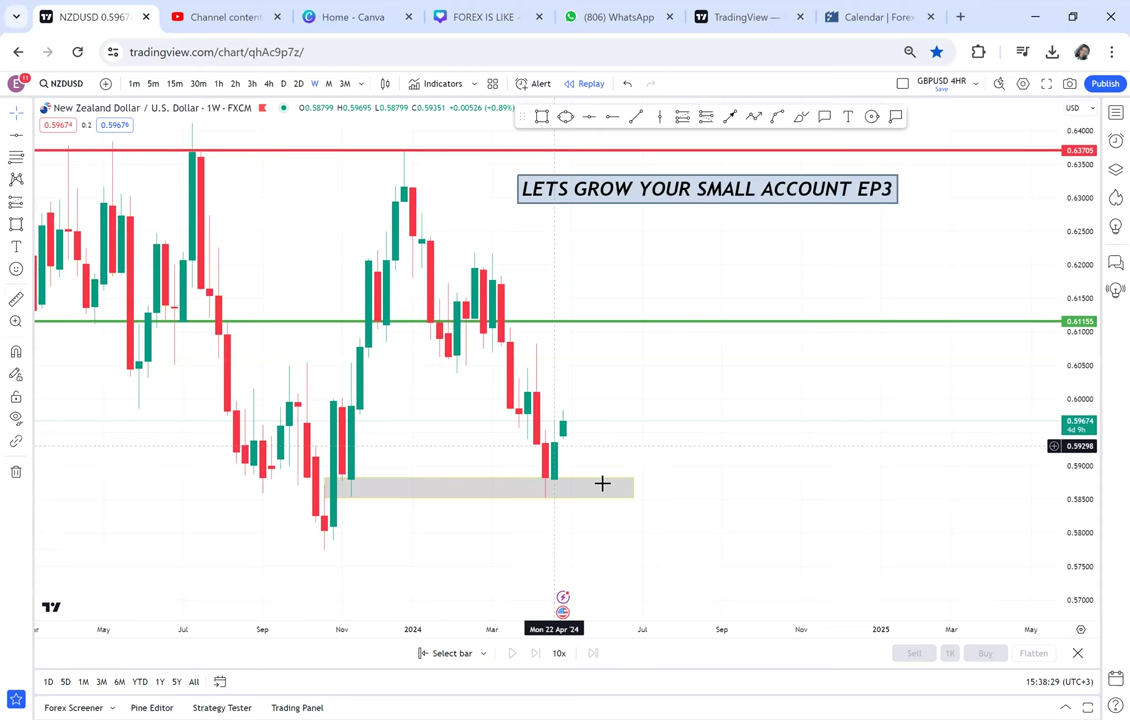 NZDUSD 0.5967
Channel content
Home - Canva
FOREX IS LIKE -
(806) WhatsApp
TradingView —
Calendar | Forex
tradingview.com/chart/qhAc9p7z/
E
11
NZDUSD
1m 5m 15m 30m 1h 2h 3h 4h D 2D W M 3M
Indicators
Alert
Replay
GBPUSD 4HR
Save
Publish
New Zealand Dollar / U.S. Dollar · 1W · FXCM
O0.58799 H0.59695 L0.58799 C0.59351 +0.00526 (+0.89%)
0.59674
0.2
0.59676
USD
LETS GROW YOUR SMALL ACCOUNT EP3
0.64000
0.63705
0.63500
0.63000
0.62500
0.62000
0.61500
0.61155
0.61000
0.60500
0.60000
0.59674
4d 9h
0.59298
0.59000
0.58500
0.58000
0.57500
0.57000
May Jul Sep Nov 2024 Mar Mon 22 Apr '24 Jul Sep Nov 2025 Mar May
Select bar
10x
Sell 1K Buy Flatten
1D 5D 1M 3M 6M YTD 1Y 5Y All
15:38:29 (UTC+3)
Forex Screener
Pine Editor
Strategy Tester
Trading Panel